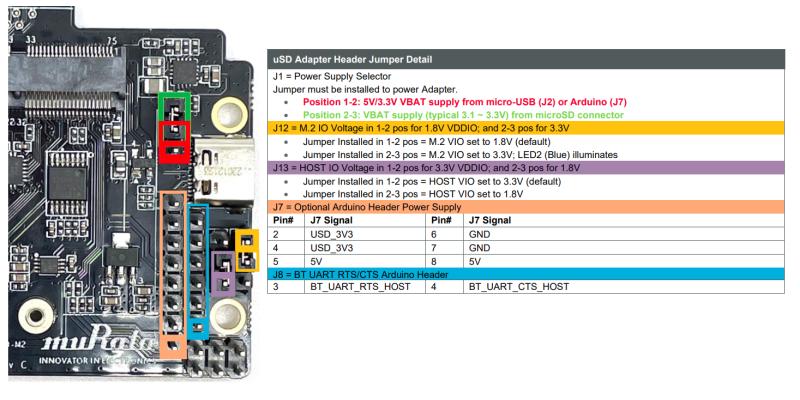 33
75
22012153
muRata
INNOVATOR IN ELECTRONICS
-M2
v C
uSD Adapter Header Jumper Detail
J1 = Power Supply Selector
Jumper must be installed to power Adapter.
• Position 1-2: 5V/3.3V VBAT supply from micro-USB (J2) or Arduino (J7)
• Position 2-3: VBAT supply (typical 3.1 ~ 3.3V) from microSD connector
J12 = M.2 IO Voltage in 1-2 pos for 1.8V VDDIO; and 2-3 pos for 3.3V
• Jumper Installed in 1-2 pos = M.2 VIO set to 1.8V (default)
• Jumper Installed in 2-3 pos = M.2 VIO set to 3.3V; LED2 (Blue) illuminates
J13 = HOST IO Voltage in 1-2 pos for 3.3V VDDIO; and 2-3 pos for 1.8V
• Jumper Installed in 1-2 pos = HOST VIO set to 3.3V (default)
• Jumper Installed in 2-3 pos = HOST VIO set to 1.8V
J7 = Optional Arduino Header Power Supply
Pin# J7 Signal Pin# J7 Signal
2 USD_3V3 6 GND
4 USD_3V3 7 GND
5 5V 8 5V
J8 = BT UART RTS/CTS Arduino Header
3 BT_UART_RTS_HOST 4 BT_UART_CTS_HOST